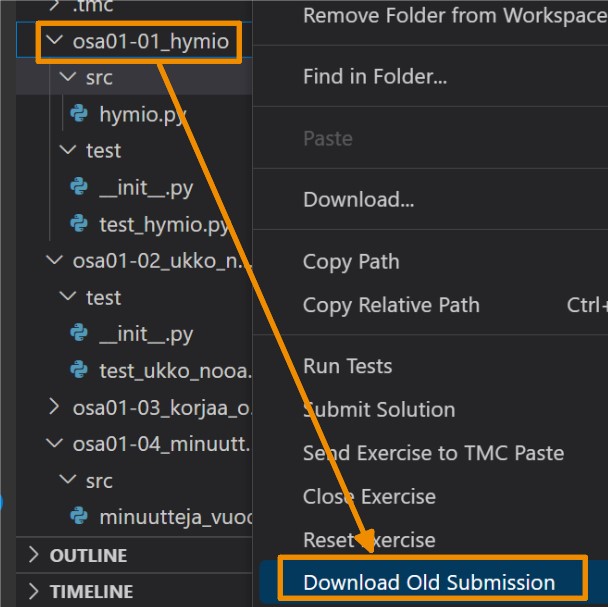 .tmc
osa01-01_hymio
src
hymio.py
test
__init__.py
test_hymio.py
osa01-02_ukko_n...
test
__init__.py
test_ukko_nooa.
osa01-03_korjaa_o.
osa01-04_minuutt.
src
minuutteja_vuoc
OUTLINE
TIMELINE
Remove Folder from Workspace
Find in Folder...
Paste
Download...
Copy Path
Copy Relative Path Ctrl+
Run Tests
Submit Solution
Send Exercise to TMC Paste
Close Exercise
Reset Exercise
Download Old Submission